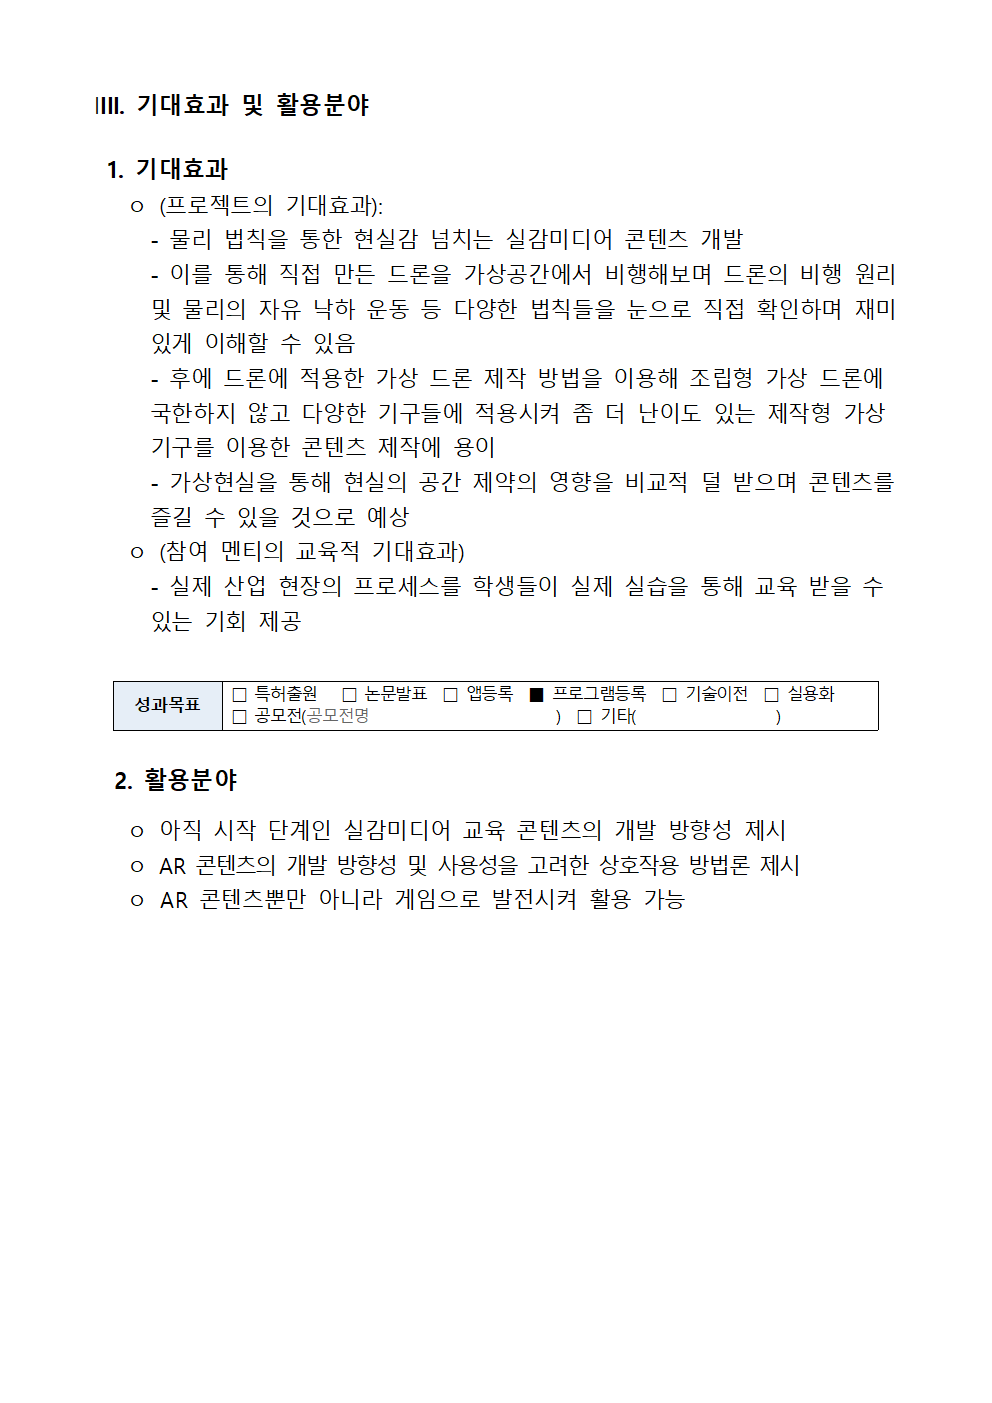 IIII. 기대효과 및 활용분야
1. 기대효과
ㅇ (프로젝트의 기대효과):
- 물리 법칙을 통한 현실감 넘치는 실감미디어 콘텐츠 개발
- 이를 통해 직접 만든 드론을 가상공간에서 비행해보며 드론의 비행 원리
및 물리의 자유 낙하 운동 등 다양한 법칙들을 눈으로 직접 확인하며 재미
있게 이해할 수 있음
- 후에 드론에 적용한 가상 드론 제작 방법을 이용해 조립형 가상 드론에
국한하지 않고 다양한 기구들에 적용시켜 좀 더 난이도 있는 제작형 가상
기구를 이용한 콘텐츠 제작에 용이
- 가상현실을 통해 현실의 공간 제약의 영향을 비교적 덜 받으며 콘텐츠를
즐길 수 있을 것으로 예상
ㅇ (참여 멘티의 교육적 기대효과)
- 실제 산업 현장의 프로세스를 학생들이 실제 실습을 통해 교육 받을 수
있는 기회 제공
성과목표
□ 특허출원 □ 논문발표 □ 앱등록 ■ 프로그램등록 □ 기술이전 □ 실용화
□ 공모전(공모전명 ) □ 기타( )
2. 활용분야
ㅇ 아직 시작 단계인 실감미디어 교육 콘텐츠의 개발 방향성 제시
ㅇ AR 콘텐츠의 개발 방향성 및 사용성을 고려한 상호작용 방법론 제시
ㅇ AR 콘텐츠뿐만 아니라 게임으로 발전시켜 활용 가능